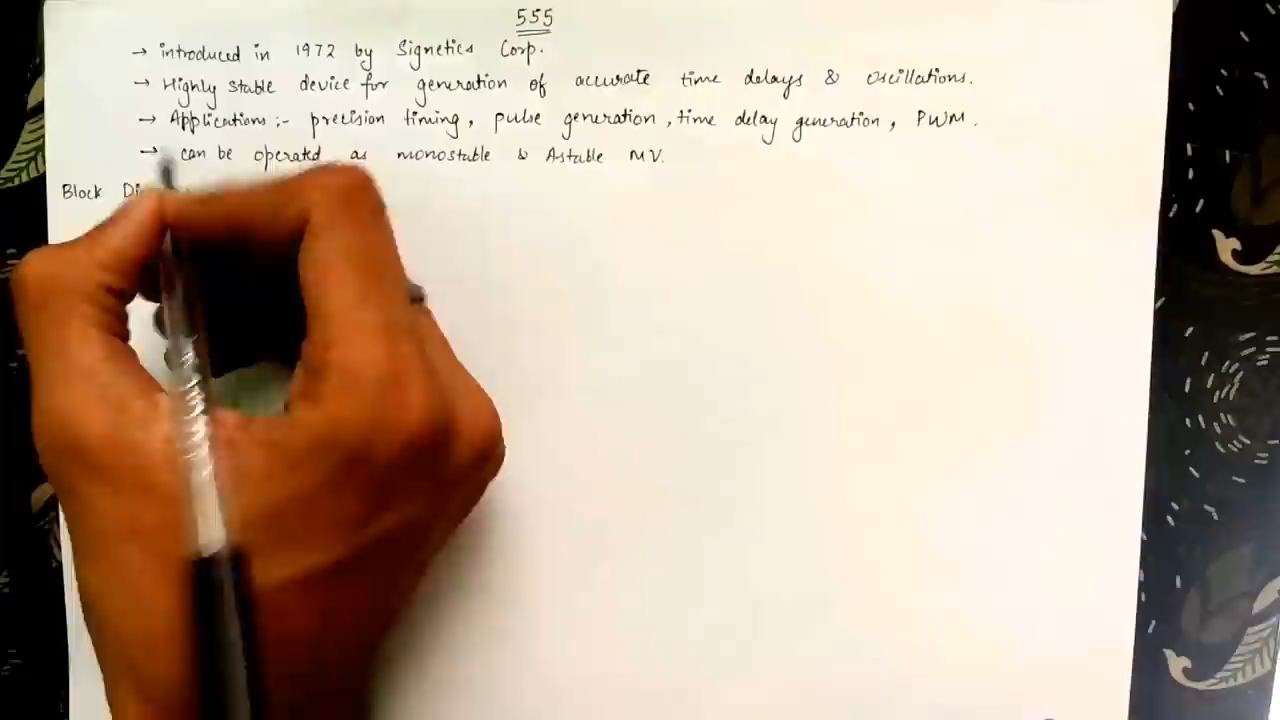 555
→ introduced in 1972 by Signetics Corp.
→ Highly stable device for generation of accurate time delays & oscillations.
→ Applications :- precision timing, pulse generation, time delay generation, PWM.
→ can be operated as monostable & Astable MV.
Block